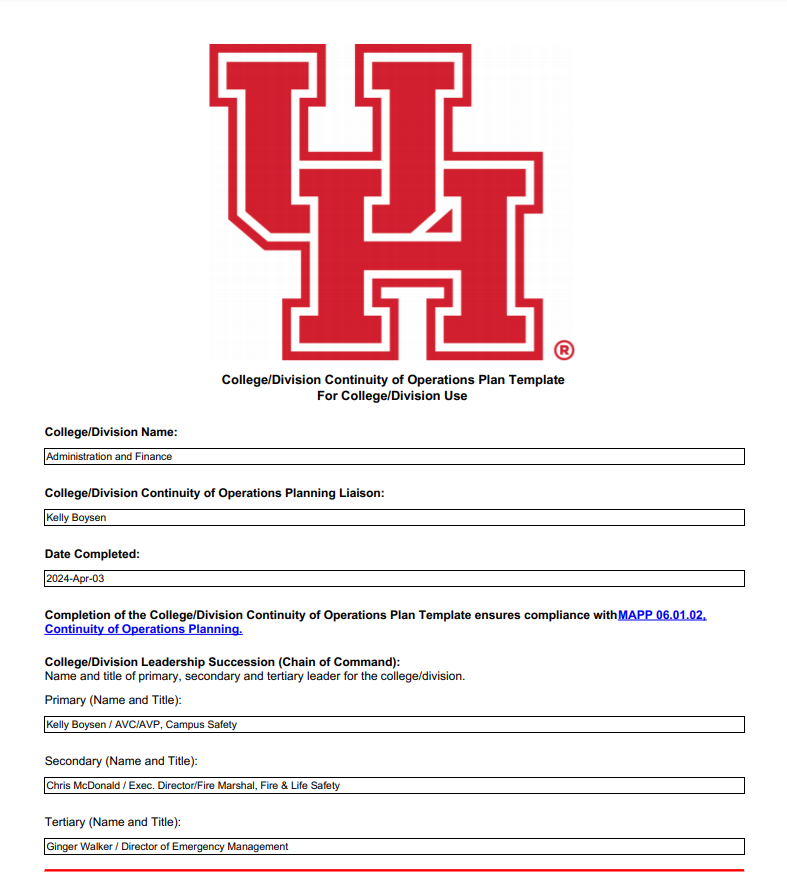 UH
®
College/Division Continuity of Operations Plan Template
For College/Division Use
College/Division Name:
Administration and Finance
College/Division Continuity of Operations Planning Liaison:
Kelly Boysen
Date Completed:
2024-Apr-03
Completion of the College/Division Continuity of Operations Plan Template ensures compliance withMAPP 06.01.02,
Continuity of Operations Planning.
College/Division Leadership Succession (Chain of Command):
Name and title of primary, secondary and tertiary leader for the college/division.
Primary (Name and Title):
Kelly Boysen / AVC/AVP, Campus Safety
Secondary (Name and Title):
Chris McDonald / Exec. Director/Fire Marshal, Fire & Life Safety
Tertiary (Name and Title):
Ginger Walker / Director of Emergency Management